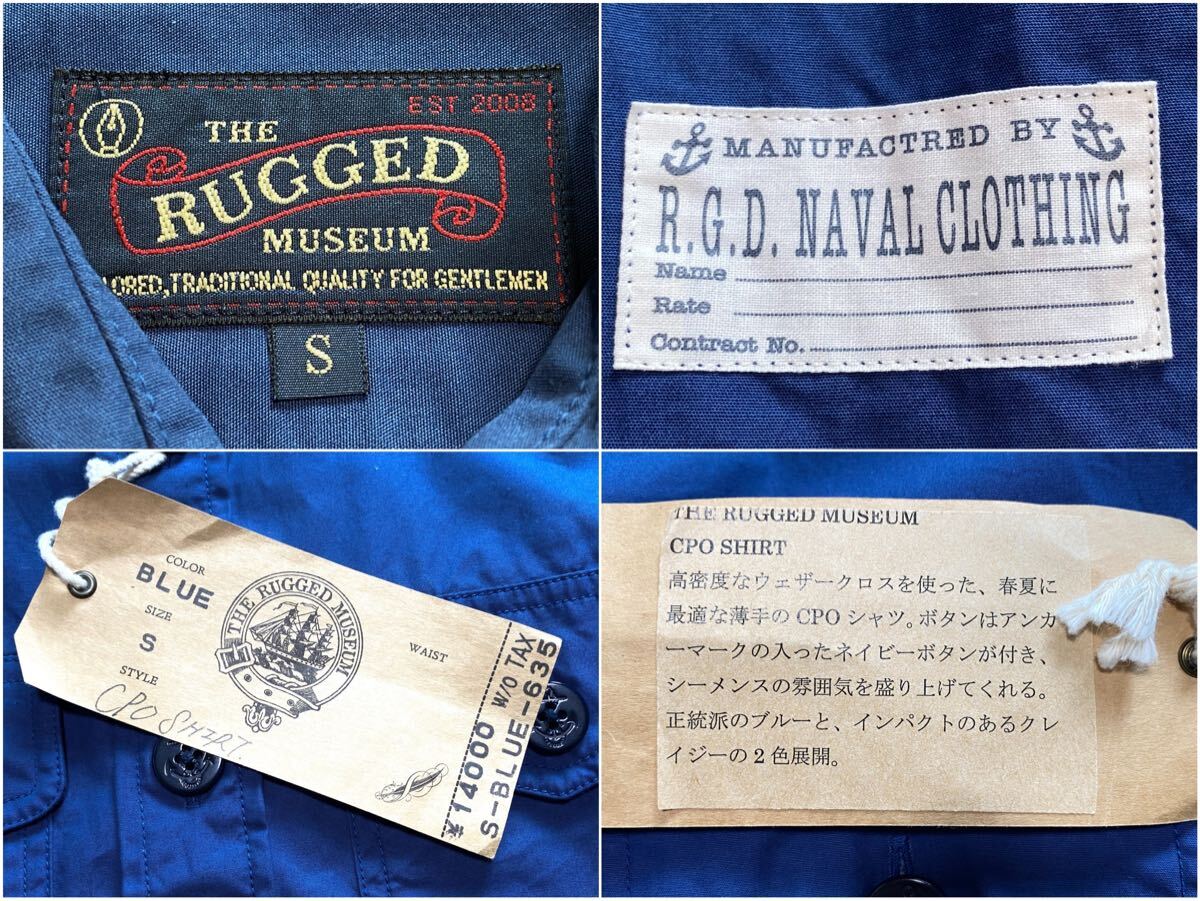 EST 2008
THE
RUGGED
MUSEUM
LORED, TRADITIONAL QUALITY FOR GENTLEMEN
S
MANUFACTRED BY
R.G.D. NAVAL CLOTHING
Name
Rate
Contract No.
COLOR
BLUE
SIZE
S
STYLE
CPO SHIRT
THE RUGGED MUSEUM
WAIST
¥14000 W/O TAX
S-BLUE-635
THE RUGGED MUSEUM
CPO SHIRT
高密度なウェザークロスを使った、春夏に
最適な薄手の CPO シャツ。ボタンはアンカ
ーマークの入ったネイビーボタンが付き、
シーメンスの雰囲気を盛り上げてくれる。
正統派のブルーと、インパクトのあるクレ
イジーの 2 色展開。